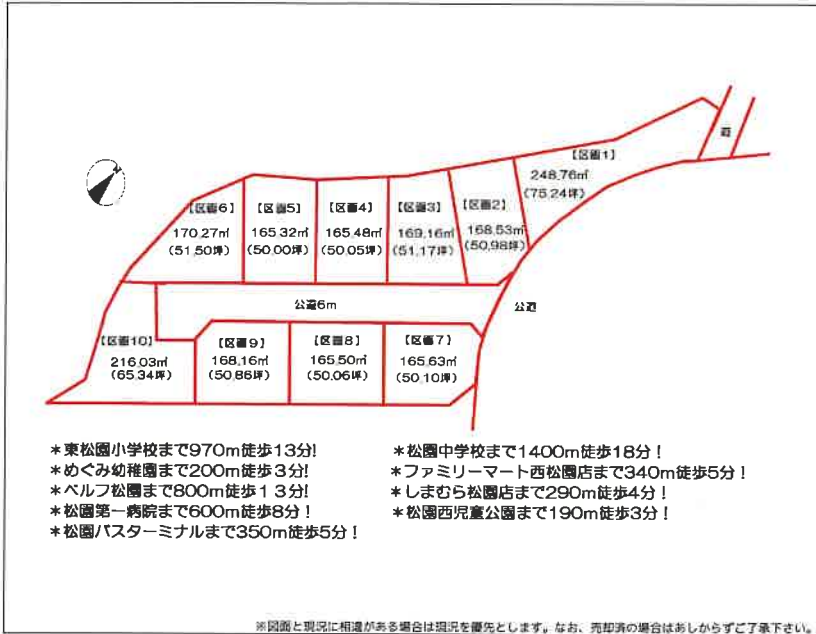 道
【区画1】
248.76㎡
(75.24坪)
【区画6】
170.27㎡
(51.50坪)
【区画5】
165.32㎡
(50.00坪)
【区画4】
165.48㎡
(50.05坪)
【区画3】
169.16㎡
(51.17坪)
【区画2】
168.53㎡
(50.98坪)
N
公道6m
公道
【区画10】
216.03㎡
(65.34坪)
【区画9】
168.16㎡
(50.86坪)
【区画8】
165.50㎡
(50.06坪)
【区画7】
165.63㎡
(50.10坪)
*東松園小学校まで970m徒歩13分!
*めぐみ幼稚園まで200m徒歩3分!
*ベルフ松園まで800m徒歩13分!
*松園第一病院まで600m徒歩8分!
*松園バスターミナルまで350m徒歩5分!
*松園中学校まで1400m徒歩18分!
*ファミリーマート西松園店まで340m徒歩5分!
*しまむら松園店まで290m徒歩4分!
*松園西児童公園まで190m徒歩3分!
※図面と現況に相違がある場合は現況を優先とします。なお、売却済の場合はあしからずご了承下さい。